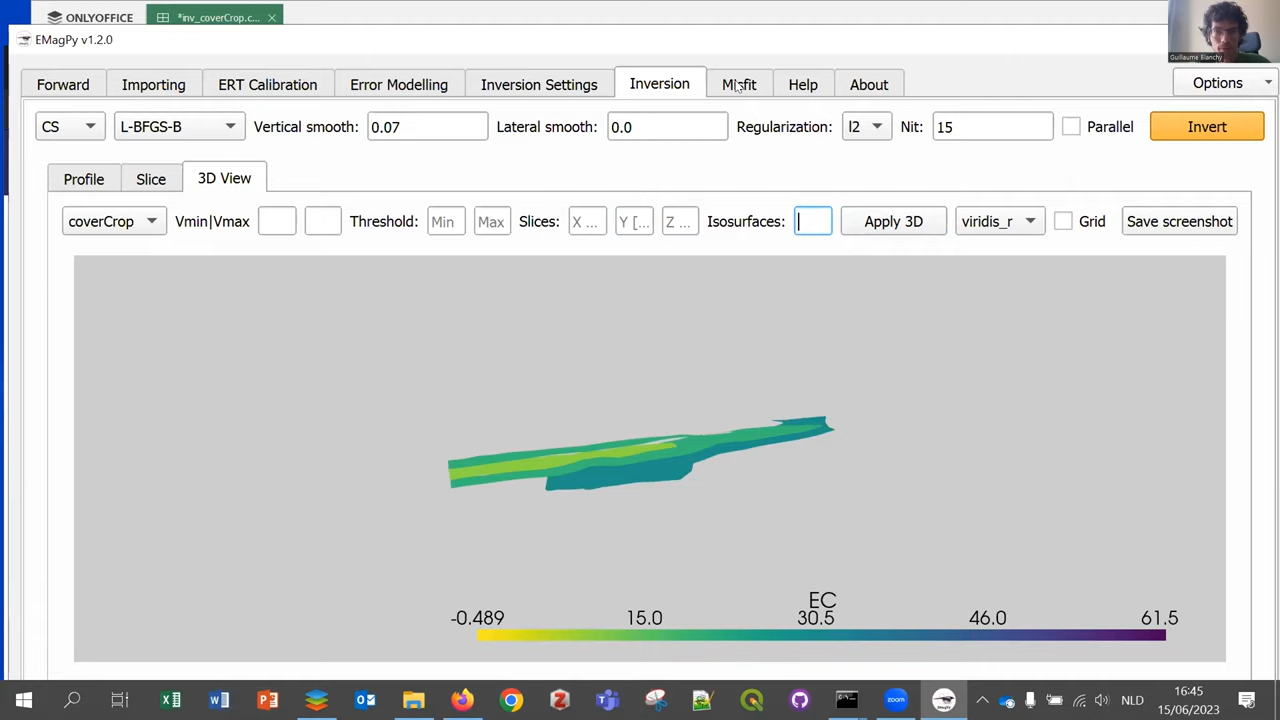 ONLYOFFICE
*inv_coverCrop.c...
EMagPy v1.2.0
Guillaume Blanchy
Forward
Importing
ERT Calibration
Error Modelling
Inversion Settings
Inversion
Misfit
Help
About
Options
CS
L-BFGS-B
Vertical smooth:
0.07
Lateral smooth:
0.0
Regularization:
l2
Nit:
15
Parallel
Invert
Profile
Slice
3D View
coverCrop
Vmin|Vmax
Threshold:
Min
Max
Slices:
X ...
Y [...
Z ...
Isosurfaces:
Apply 3D
viridis_r
Grid
Save screenshot
EC
-0.489
15.0
30.5
46.0
61.5
zoom
NLD
16:45
15/06/2023